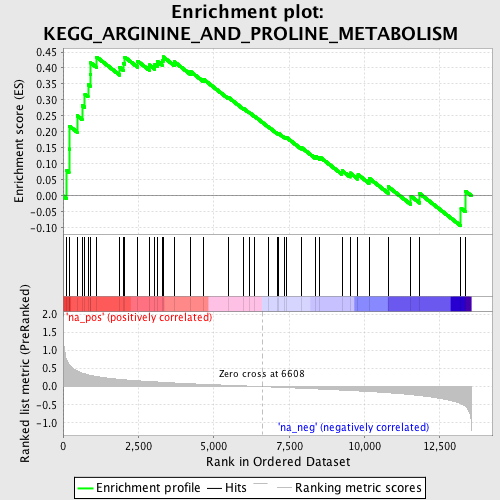 Enrichment plot:
KEGG_ARGININE_AND_PROLINE_METABOLISM
Enrichment score (ES)
0.45
0.40
0.35
0.30
0.25
0.20
0.15
0.10
0.05
0.00
-0.05
-0.10
'na_pos' (positively correlated)
Ranked list metric (PreRanked)
2.0
1.5
1.0
0.5
0.0
-0.5
-1.0
Zero cross at 6608
'na_neg' (negatively correlated)
0
2,500
5,000
7,500
10,000
12,500
Rank in Ordered Dataset
Enrichment profile
Hits
Ranking metric scores